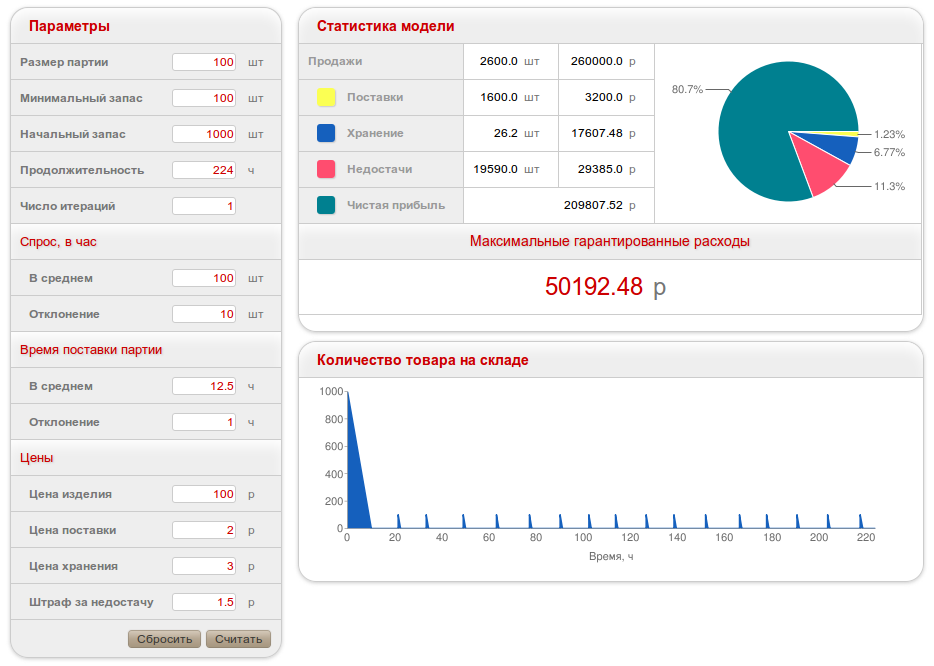 Параметры
Размер партии 100 шт
Минимальный запас 100 шт
Начальный запас 1000 шт
Продолжительность 224 ч
Число итераций 1
Спрос, в час
В среднем 100 шт
Отклонение 10 шт
Время поставки партии
В среднем 12.5 ч
Отклонение 1 ч
Цены
Цена изделия 100 р
Цена поставки 2 р
Цена хранения 3 р
Штраф за недостачу 1.5 р
Сбросить Считать
Статистика модели
Продажи 2600.0 шт 260000.0 р
Поставки 1600.0 шт 3200.0 р
Хранение 26.2 шт 17607.48 р
Недостачи 19590.0 шт 29385.0 р
Чистая прибыль 209807.52 р
80.7%
1.23%
6.77%
11.3%
Максимальные гарантированные расходы
50192.48 р
Количество товара на складе
1000
800
600
400
200
0
0 20 40 60 80 100 120 140 160 180 200 220
Время, ч